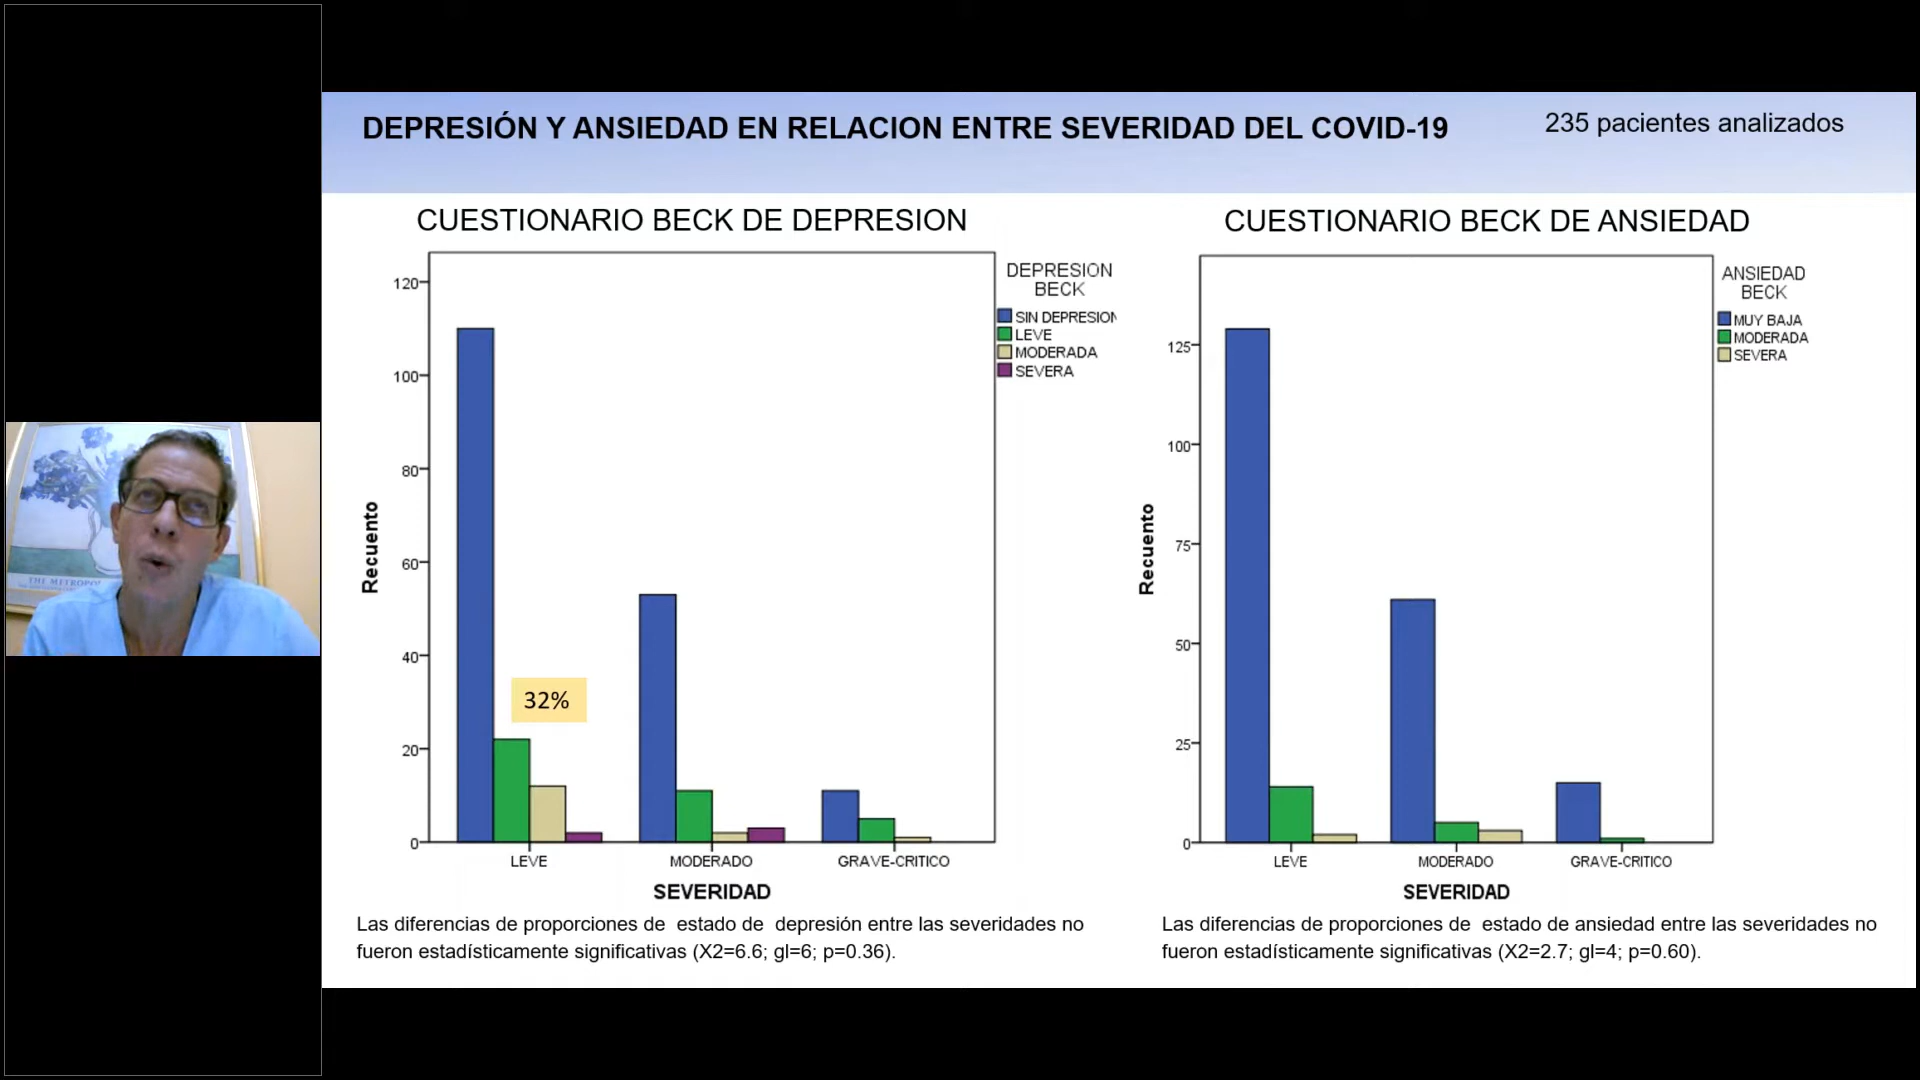 DEPRESIÓN Y ANSIEDAD EN RELACION ENTRE SEVERIDAD DEL COVID-19
235 pacientes analizados
CUESTIONARIO BECK DE DEPRESION
120
100
80
60
40
20
0
Recuento
32%
LEVE
MODERADO
GRAVE-CRITICO
SEVERIDAD
DEPRESION
BECK
SIN DEPRESION
LEVE
MODERADA
SEVERA
Las diferencias de proporciones de estado de depresión entre las severidades no
fueron estadísticamente significativas (X2=6.6; gl=6; p=0.36).
CUESTIONARIO BECK DE ANSIEDAD
125
100
75
50
25
0
Recuento
LEVE
MODERADO
GRAVE-CRITICO
SEVERIDAD
ANSIEDAD
BECK
MUY BAJA
MODERADA
SEVERA
Las diferencias de proporciones de estado de ansiedad entre las severidades no
fueron estadísticamente significativas (X2=2.7; gl=4; p=0.60).
THE METROPO